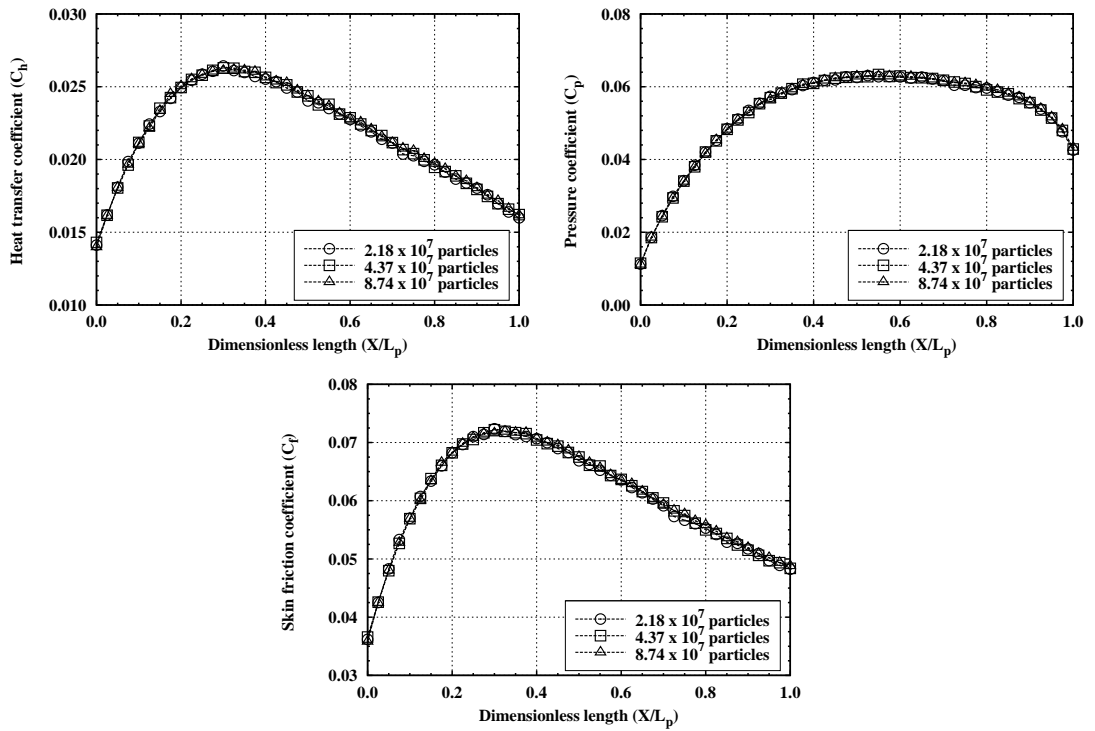 0.030
0.025
0.020
0.015
0.010
Heat transfer coefficient (C_h)
2.18 x 10^7 particles
4.37 x 10^7 particles
8.74 x 10^7 particles
0.0 0.2 0.4 0.6 0.8 1.0
Dimensionless length (X/L_p)
0.08
0.06
0.04
0.02
0.00
Pressure coefficient (C_p)
2.18 x 10^7 particles
4.37 x 10^7 particles
8.74 x 10^7 particles
0.0 0.2 0.4 0.6 0.8 1.0
Dimensionless length (X/L_p)
0.08
0.07
0.06
0.05
0.04
0.03
Skin friction coefficient (C_f)
2.18 x 10^7 particles
4.37 x 10^7 particles
8.74 x 10^7 particles
0.0 0.2 0.4 0.6 0.8 1.0
Dimensionless length (X/L_p)